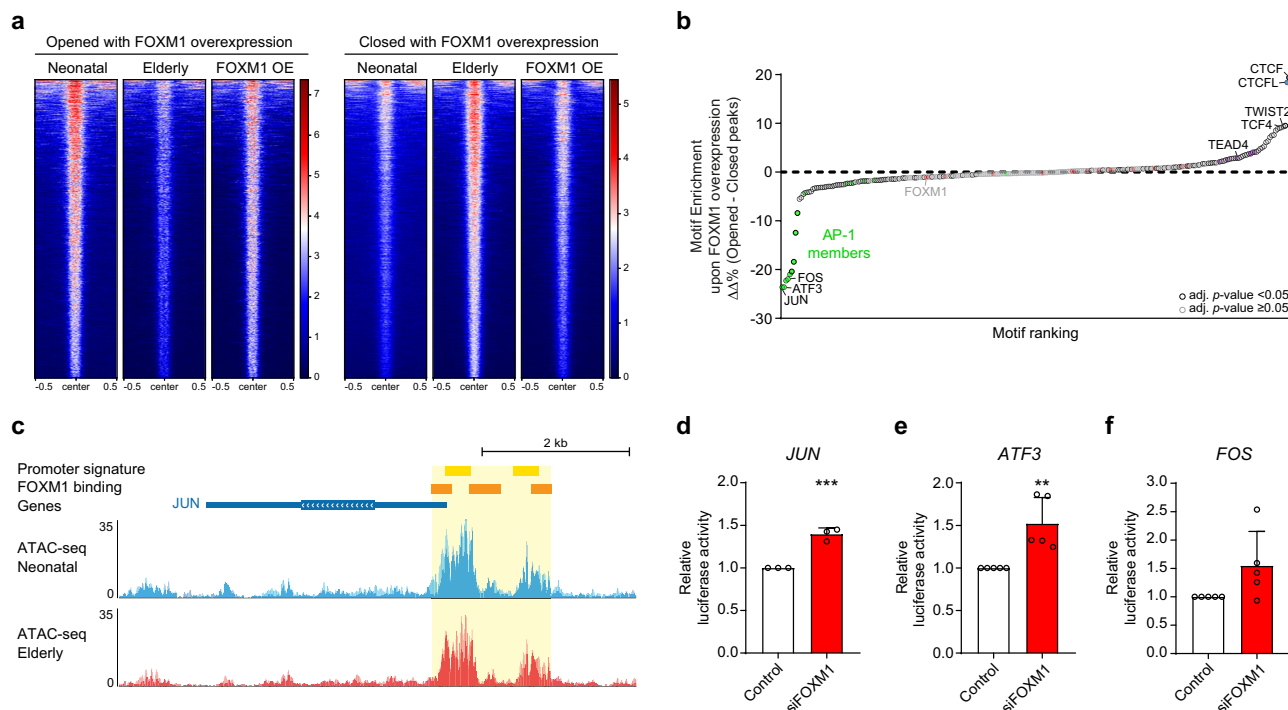 a
Opened with FOXM1 overexpression
Closed with FOXM1 overexpression
Neonatal Elderly FOXM1 OE
Neonatal Elderly FOXM1 OE
7
6
5
4
3
2
1
0
5
4
3
2
1
0
-0.5 center 0.5
-0.5 center 0.5
-0.5 center 0.5
-0.5 center 0.5
-0.5 center 0.5
-0.5 center 0.5
b
Motif Enrichment
upon FOXM1 overexpression
ΔΔ% (Opened - Closed peaks)
20
10
0
-10
-20
-30
CTCF
CTCFL
TWIST2
TCF4
TEAD4
FOXM1
AP-1
members
FOS
ATF3
JUN
adj. p-value <0.05
adj. p-value ≥0.05
Motif ranking
c
2 kb
Promoter signature
FOXM1 binding
Genes
JUN
ATAC-seq
Neonatal
35
0
ATAC-seq
Elderly
35
0
d
JUN
Relative
luciferase activity
2.0
1.5
1.0
0.5
0.0
***
Control
siFOXM1
e
ATF3
Relative
luciferase activity
2.0
1.5
1.0
0.5
0.0
**
Control
siFOXM1
f
FOS
Relative
luciferase activity
3.0
2.5
2.0
1.5
1.0
0.5
0.0
Control
siFOXM1